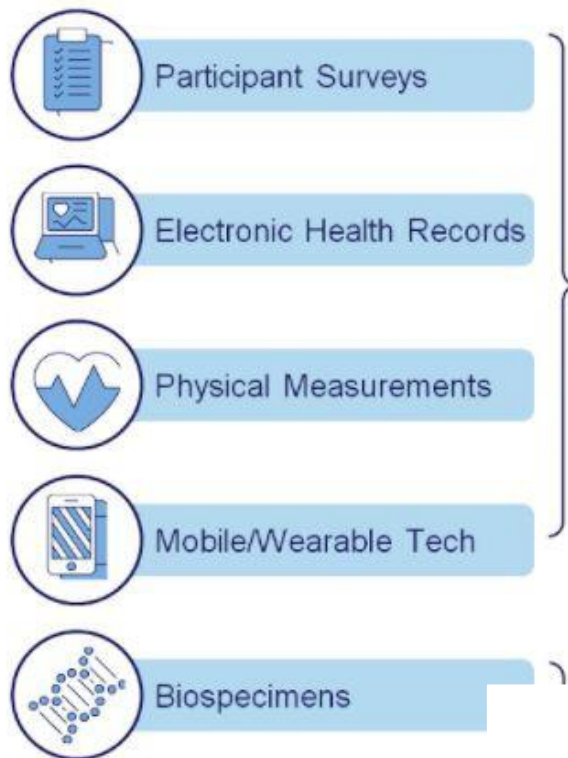 Participant Surveys
Electronic Health Records
Physical Measurements
Mobile/Wearable Tech
Biospecimens